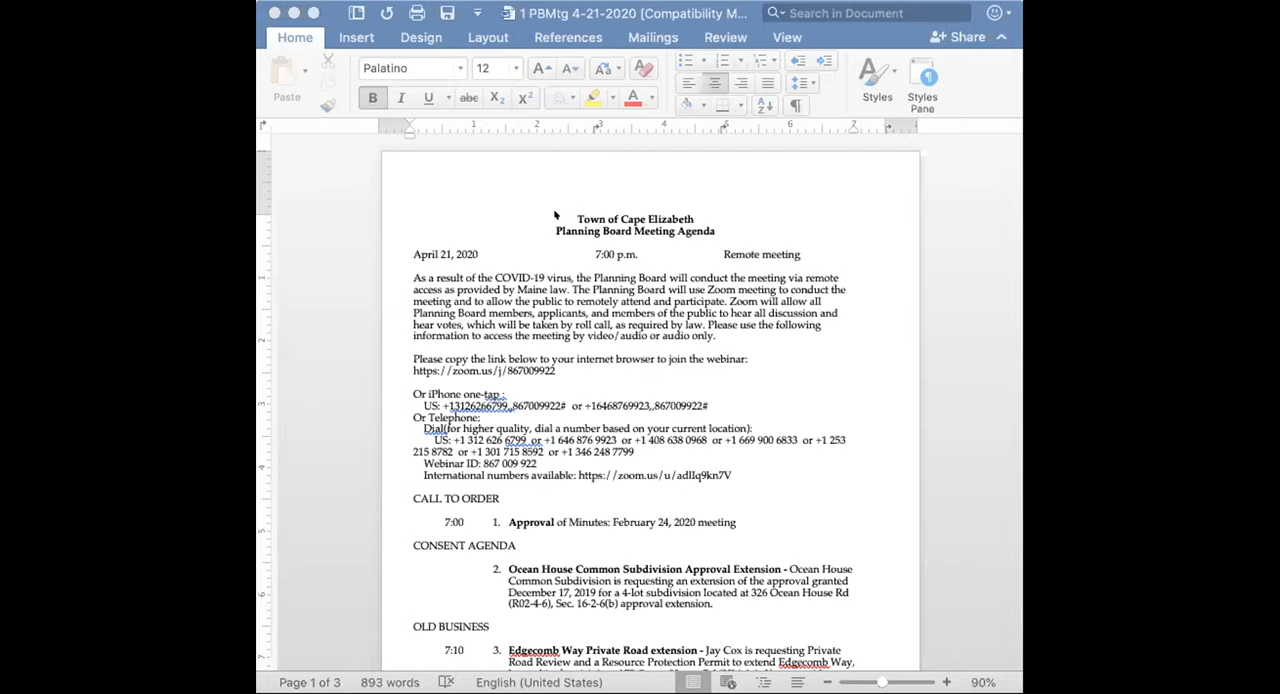 1 PBMtg 4-21-2020 [Compatibility M...
Search in Document
Home Insert Design Layout References Mailings Review View Share
Palatino 12
Paste
B I U abc X2 X2 A
Styles Styles Pane
1 2 3 4 5 6 7
Town of Cape Elizabeth
Planning Board Meeting Agenda
April 21, 2020 7:00 p.m. Remote meeting
As a result of the COVID-19 virus, the Planning Board will conduct the meeting via remote
access as provided by Maine law. The Planning Board will use Zoom meeting to conduct the
meeting and to allow the public to remotely attend and participate. Zoom will allow all
Planning Board members, applicants, and members of the public to hear all discussion and
hear votes, which will be taken by roll call, as required by law. Please use the following
information to access the meeting by video/audio or audio only.
Please copy the link below to your internet browser to join the webinar:
https://zoom.us/j/867009922
Or iPhone one-tap :
US: +13126266799,,867009922# or +16468769923,,867009922#
Or Telephone:
Dial(for higher quality, dial a number based on your current location):
US: +1 312 626 6799 or +1 646 876 9923 or +1 408 638 0968 or +1 669 900 6833 or +1 253
215 8782 or +1 301 715 8592 or +1 346 248 7799
Webinar ID: 867 009 922
International numbers available: https://zoom.us/u/adIIq9kn7V
CALL TO ORDER
7:00 1. Approval of Minutes: February 24, 2020 meeting
CONSENT AGENDA
2. Ocean House Common Subdivision Approval Extension - Ocean House
Common Subdivision is requesting an extension of the approval granted
December 17, 2019 for a 4-lot subdivision located at 326 Ocean House Rd
(R02-4-6), Sec. 16-2-6(b) approval extension.
OLD BUSINESS
7:10 3. Edgecomb Way Private Road extension - Jay Cox is requesting Private
Road Review and a Resource Protection Permit to extend Edgecomb Way,
Page 1 of 3 893 words English (United States) 90%